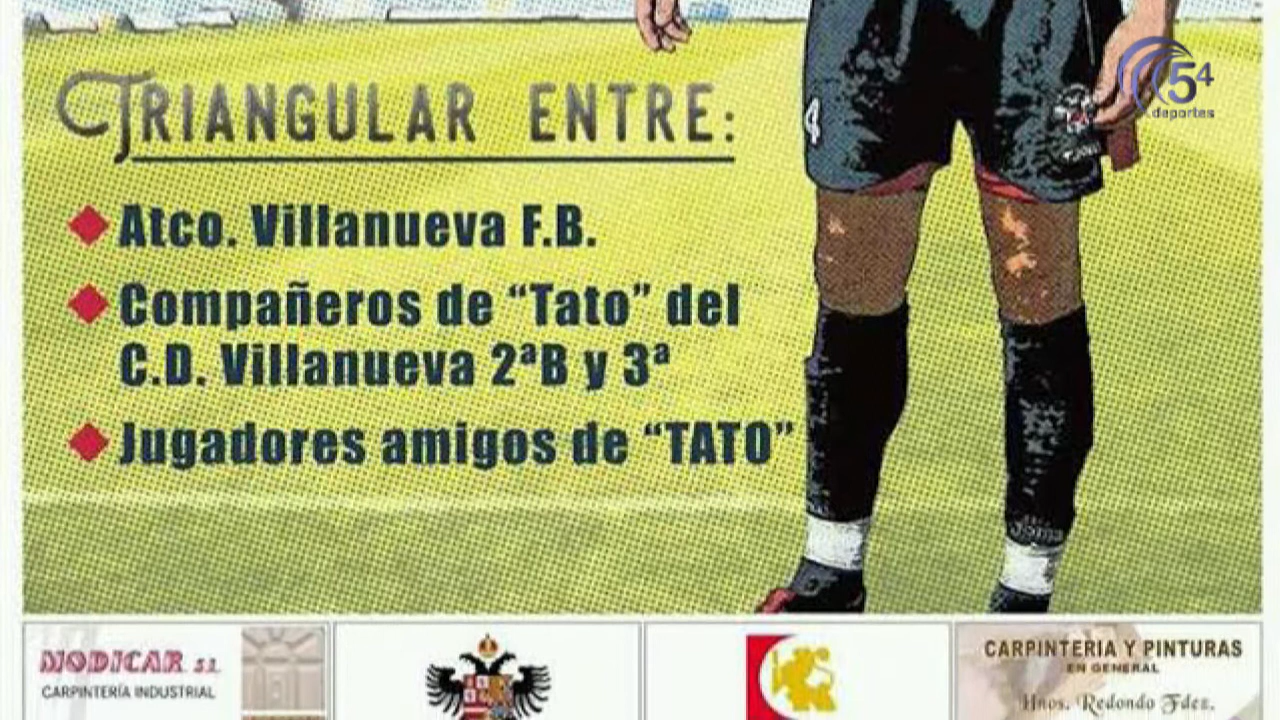 54
deportes
TRIANGULAR ENTRE:
4
Atco. Villanueva F.B.
Compañeros de “Tato” del
C.D. Villanueva 2ªB y 3ª
Jugadores amigos de “TATO”
MODICAR S.L.
CARPINTERÍA INDUSTRIAL
CARPINTERIA Y PINTURAS
EN GENERAL
Hnos. Redondo Fdez.